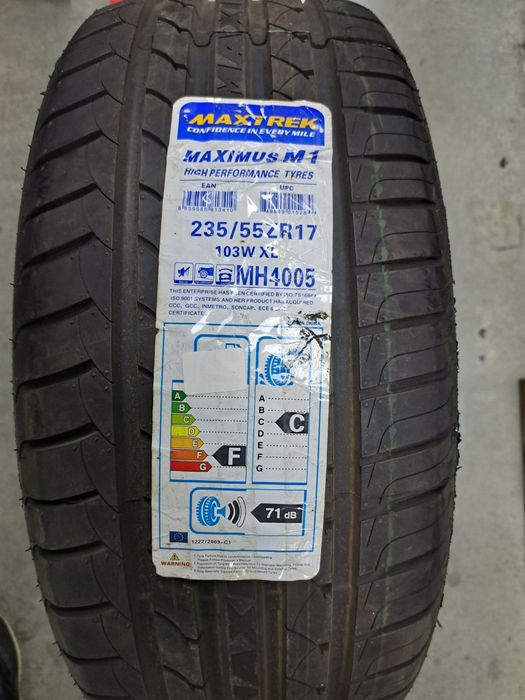 MAXTREK
CONFIDENCE IN EVERY MILE
MAXIMUS M1
HIGH PERFORMANCE TYRES
EAN UPC
235/55ZR17
103W XL
MH4005
THIS ENTERPRISE HAS BEEN CERTIFIED BY ISO/TS16949
ISO 9001 SYSTEMS AND HER PRODUCT HAS ACQUIRED
CCC, GCC, INMETRO, SONCAP, ECE
CERTIFICATE
A
B
C
D
E
F
G
F
A
B
C
D
E
F
G
C
71 dB
1222/2009-C1
WARNING